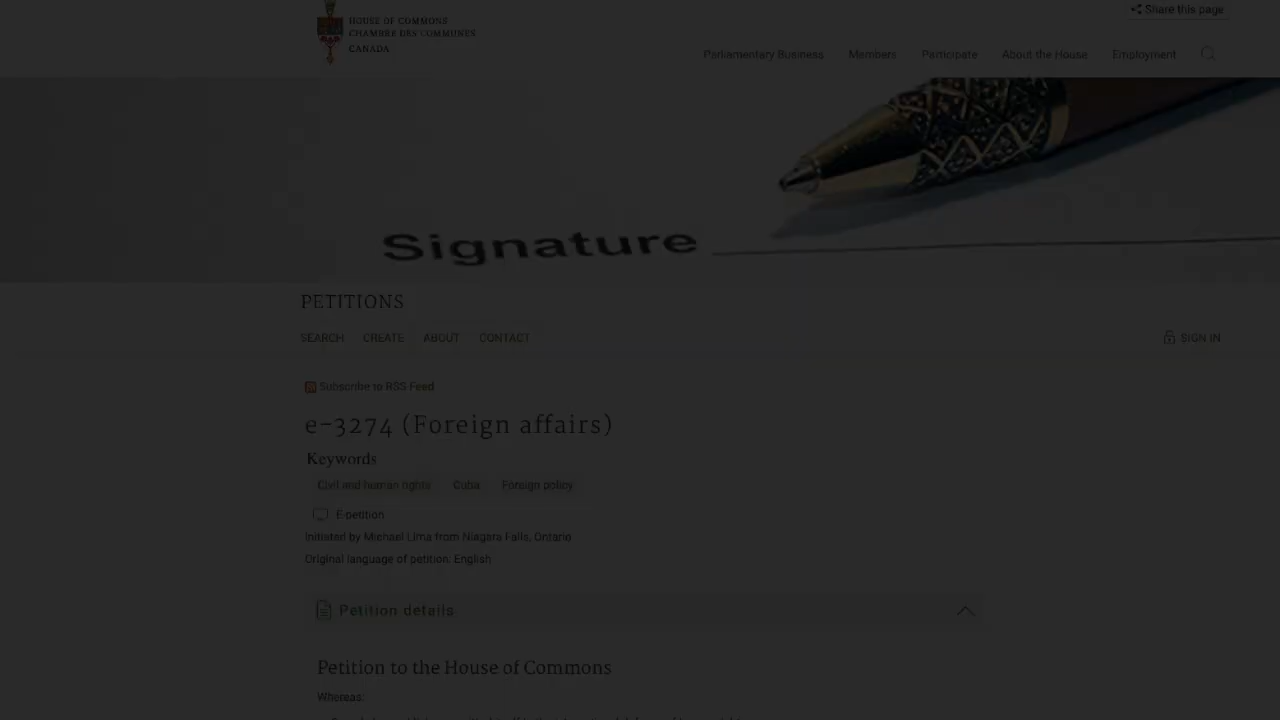 Share this page
HOUSE OF COMMONS
CHAMBRE DES COMMUNES
CANADA
Parliamentary Business Members Participate About the House Employment
Signature
PETITIONS
SEARCH CREATE ABOUT CONTACT
SIGN IN
Subscribe to RSS Feed
e-3274 (Foreign affairs)
Keywords
Civil and human rights Cuba Foreign policy
E-petition
Initiated by Michael Lima from Niagara Falls, Ontario
Original language of petition: English
Petition details
Petition to the House of Commons
Whereas: